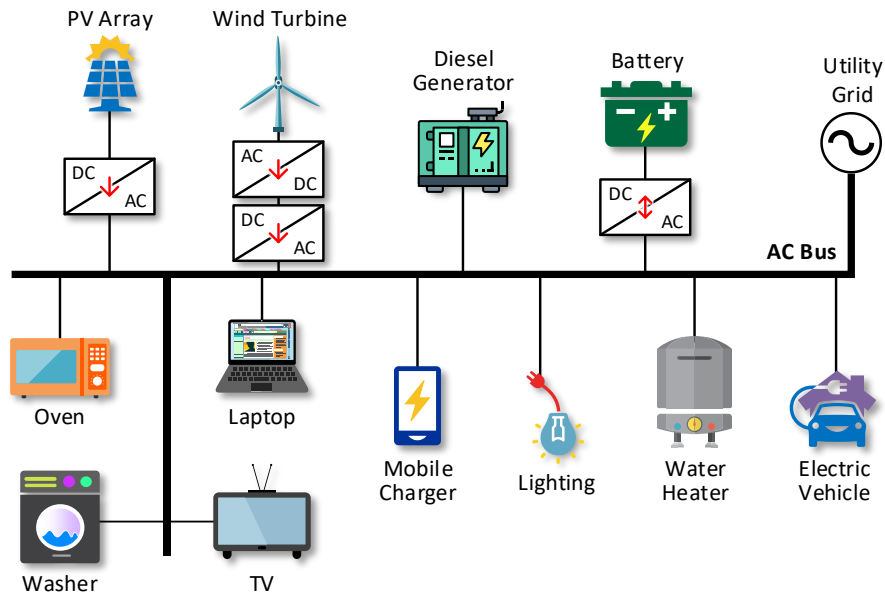 PV Array
Wind Turbine
Diesel
Generator
Battery
Utility
Grid
DC
AC
AC
DC
DC
AC
DC
AC
AC Bus
Oven
Laptop
Mobile
Charger
Lighting
Water
Heater
Electric
Vehicle
Washer
TV